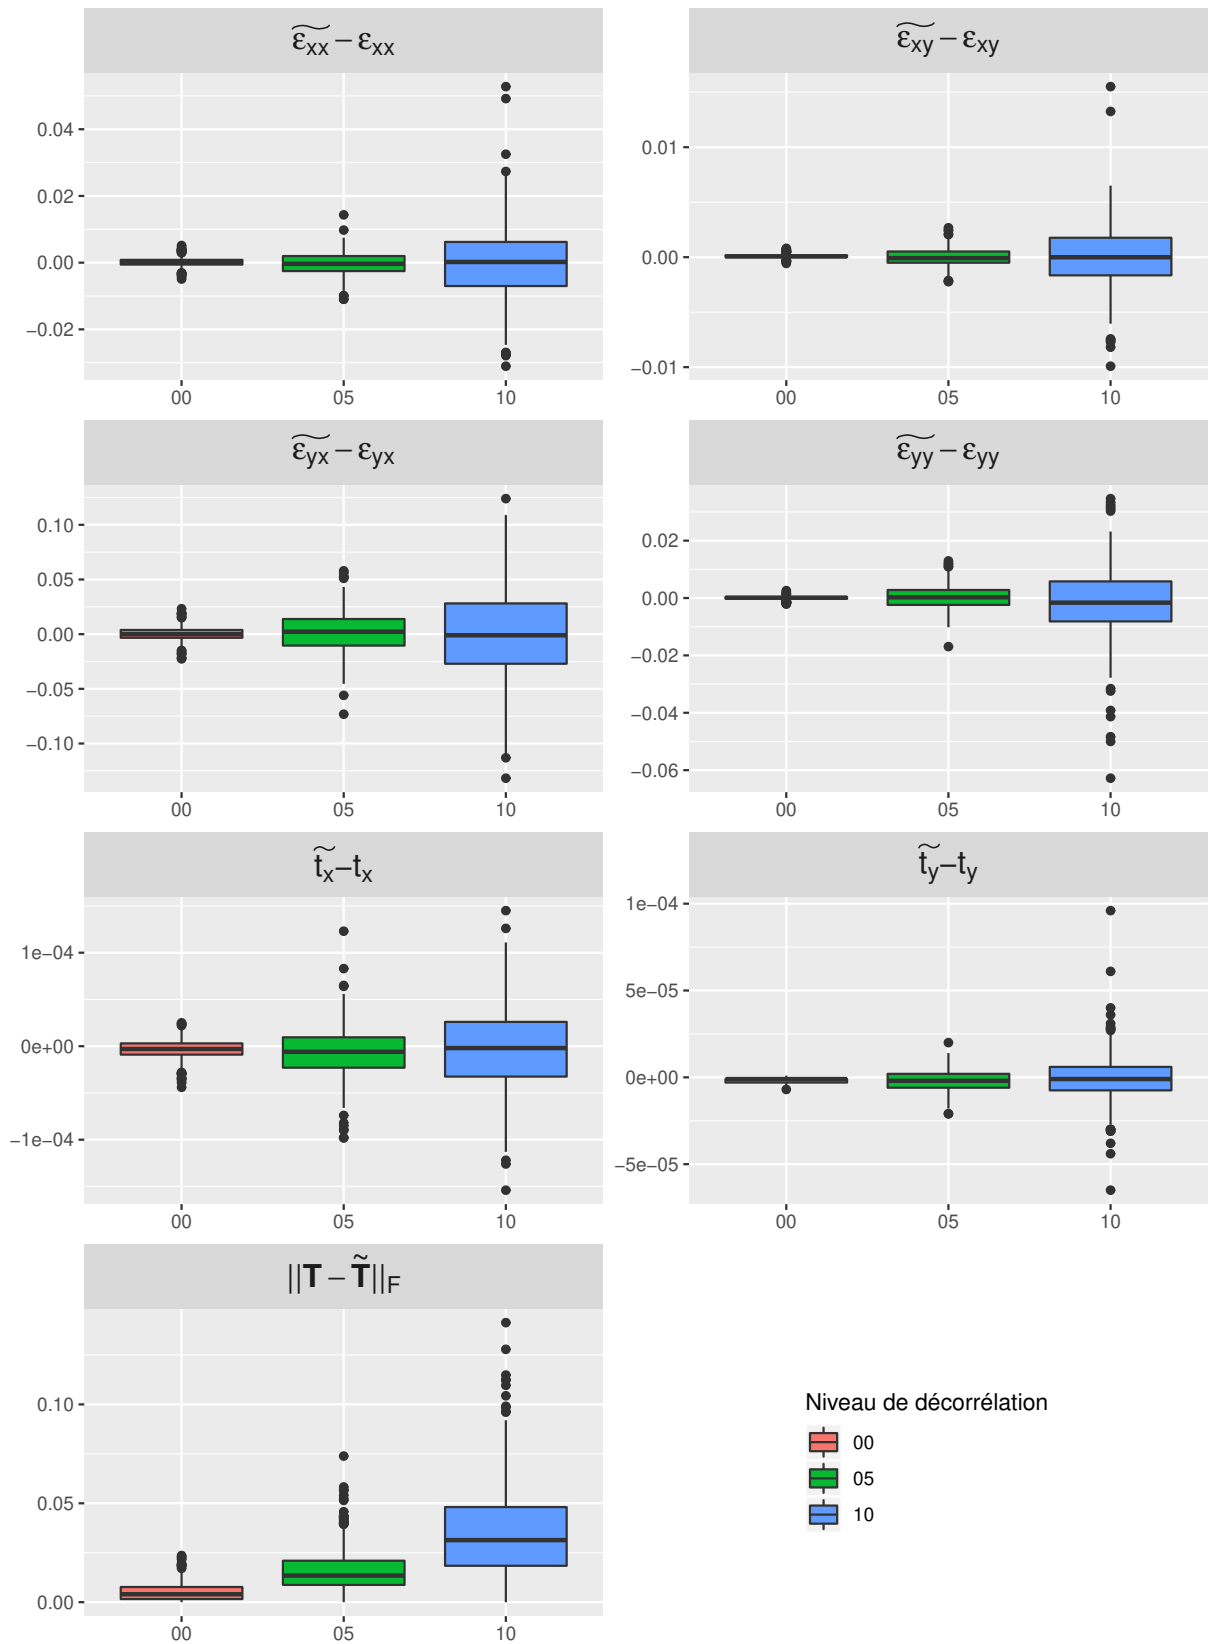 ε͠xx − εxx
0.04
0.02
0.00
−0.02
00 05 10
ε͠xy − εxy
0.01
0.00
−0.01
00 05 10
ε͠yx − εyx
0.10
0.05
0.00
−0.05
−0.10
00 05 10
ε͠yy − εyy
0.02
0.00
−0.02
−0.04
−0.06
00 05 10
t͠x−tx
1e−04
0e+00
−1e−04
00 05 10
t͠y−ty
1e−04
5e−05
0e+00
−5e−05
00 05 10
||T − T̃||F
0.10
0.05
0.00
00 05 10
Niveau de décorrélation
00
05
10